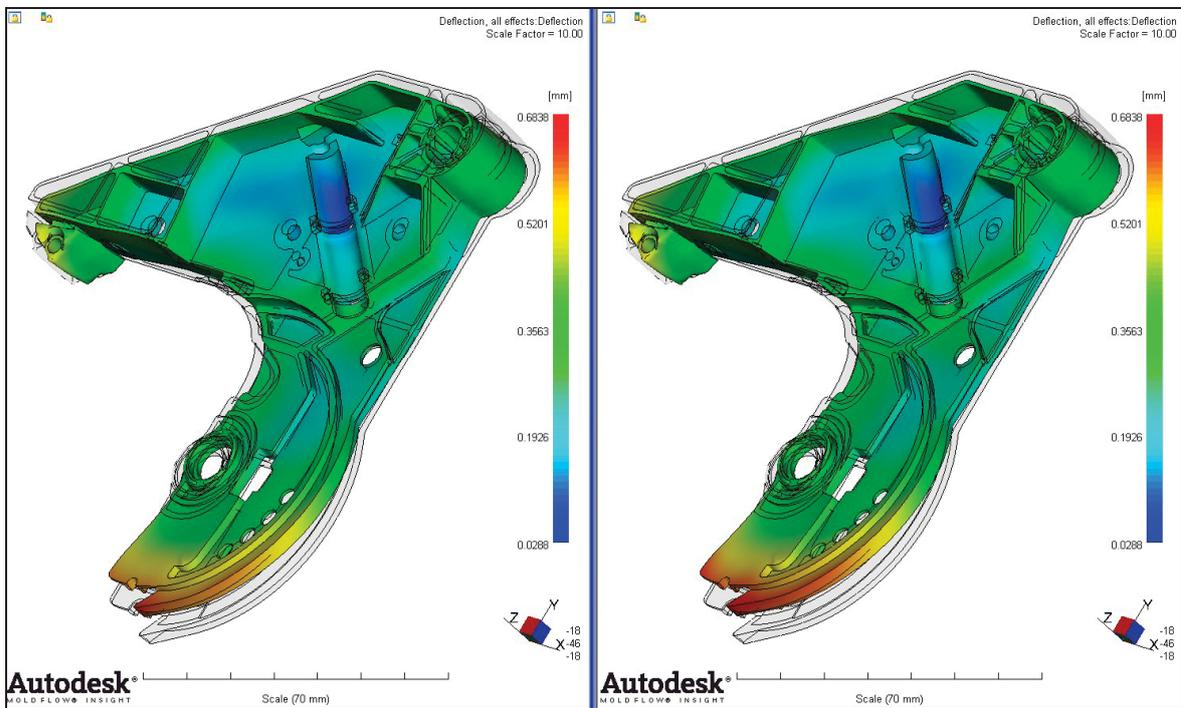 Deflection, all effects:Deflection
Scale Factor = 10.00
[mm]
0.6838
0.5201
0.3563
0.1926
0.0288
Z
Y
X
-18
-46
-18
Scale (70 mm)
Autodesk®
MOLDFLOW® INSIGHT
Deflection, all effects:Deflection
Scale Factor = 10.00
[mm]
0.6838
0.5201
0.3563
0.1926
0.0288
Z
Y
X
-18
-46
-18
Scale (70 mm)
Autodesk®
MOLDFLOW® INSIGHT